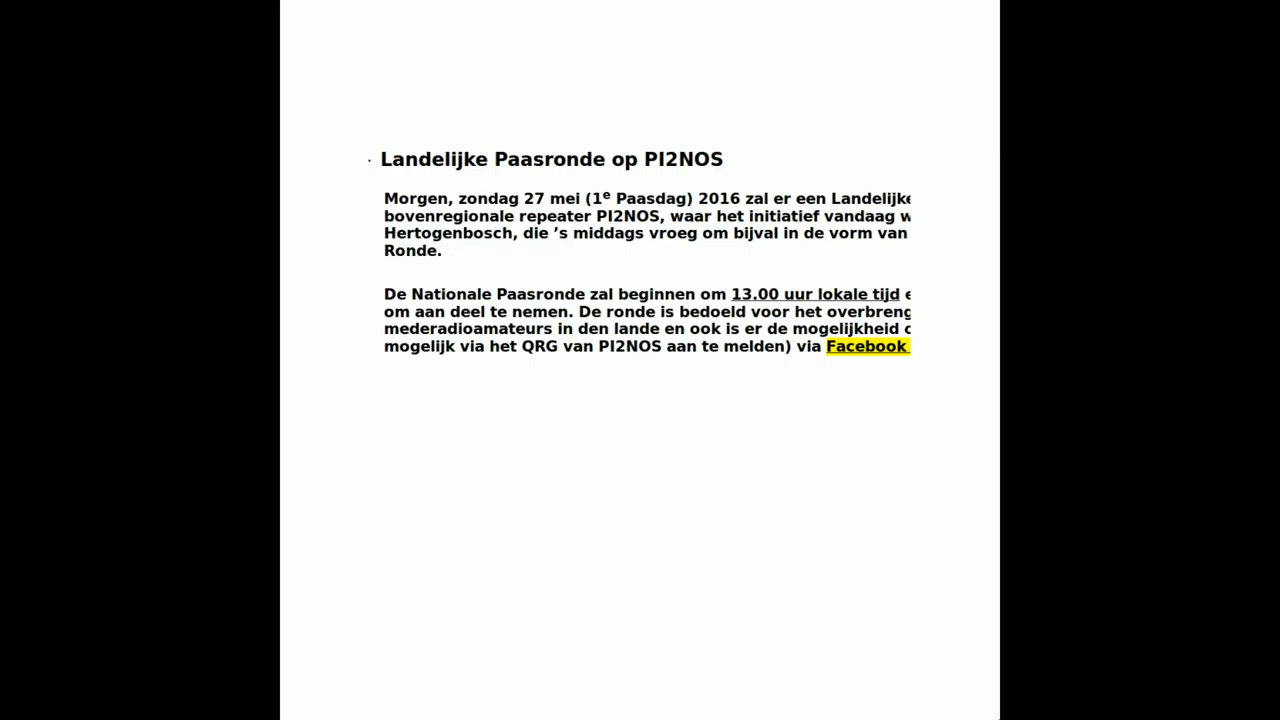 · Landelijke Paasronde op PI2NOS
Morgen, zondag 27 mei (1e Paasdag) 2016 zal er een Landelijke
bovenregionale repeater PI2NOS, waar het initiatief vandaag
Hertogenbosch, die ’s middags vroeg om bijval in de vorm van
Ronde.
De Nationale Paasronde zal beginnen om 13.00 uur lokale tijd
om aan deel te nemen. De ronde is bedoeld voor het
mederadioamateurs in den lande en ook is er de mogelijkheid
mogelijk via het QRG van PI2NOS aan te melden) via Facebook